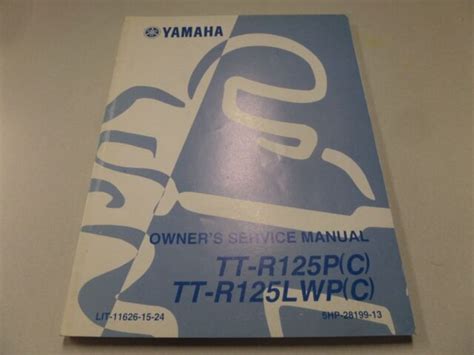 YAMAHA
OWNER'S SERVICE MANUAL
TT-R125P(C)
TT-R125LWP(C)
LIT-11626-15-24
5HP-28199-13